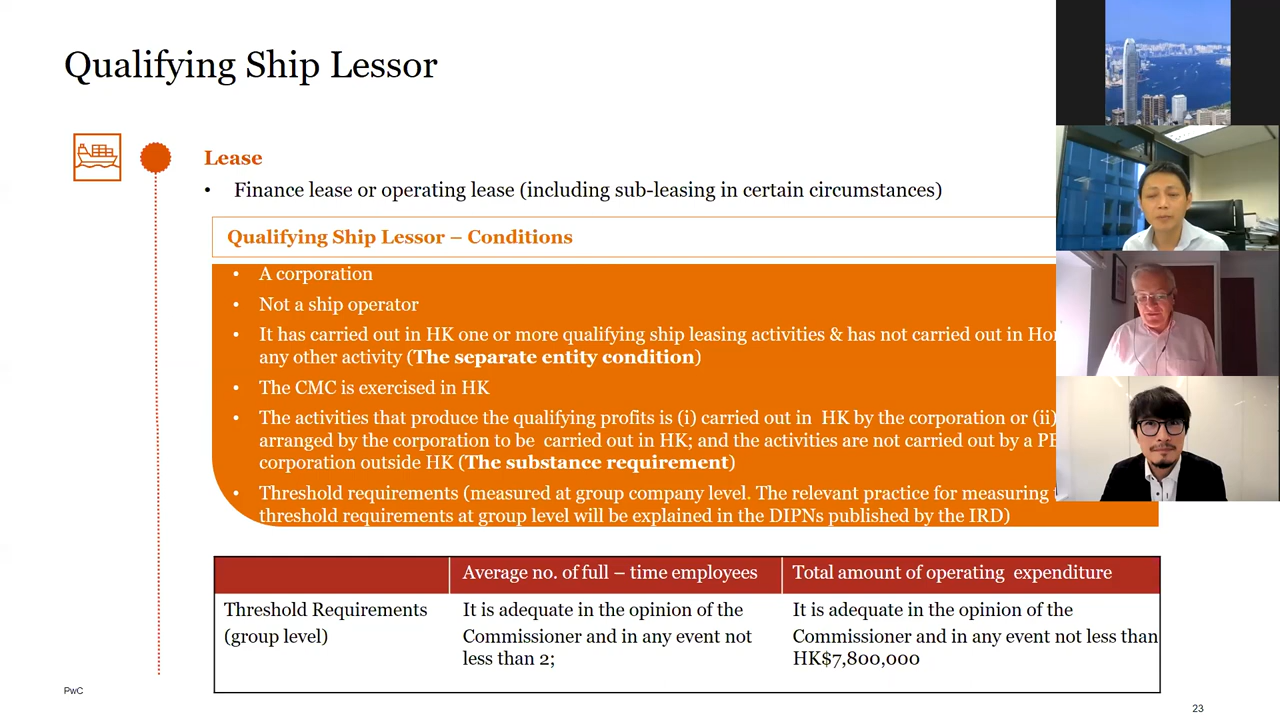 Qualifying Ship Lessor
Lease
• Finance lease or operating lease (including sub-leasing in certain circumstances)
Qualifying Ship Lessor – Conditions
• A corporation
• Not a ship operator
• It has carried out in HK one or more qualifying ship leasing activities & has not carried out in
any other activity (The separate entity condition)
• The CMC is exercised in HK
• The activities that produce the qualifying profits is (i) carried out in HK by the corporation or (ii)
arranged by the corporation to be carried out in HK; and the activities are not carried out by a
corporation outside HK (The substance requirement)
• Threshold requirements (measured at group company level. The relevant practice for measuring
threshold requirements at group level will be explained in the DIPNs published by the IRD)
Average no. of full – time employees
Total amount of operating expenditure
Threshold Requirements
(group level)
It is adequate in the opinion of the
Commissioner and in any event not
less than 2;
It is adequate in the opinion of the
Commissioner and in any event not less than
HK$7,800,000
PwC
23